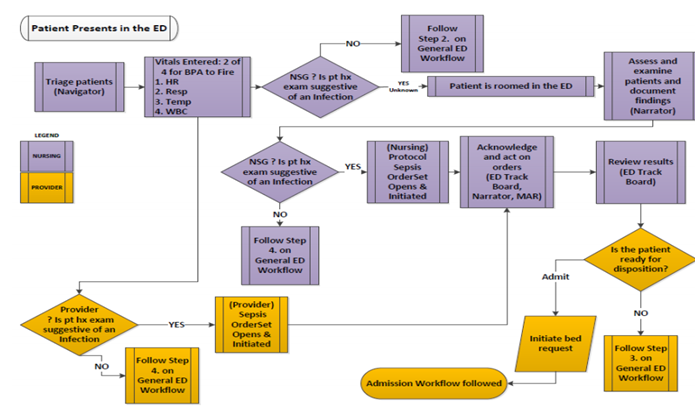 Patient Presents in the ED
Triage patients
(Navigator)
Vitals Entered: 2 of
4 for BPA to Fire
1. HR
2. Resp
3. Temp
4. WBC
NSG ? Is pt hx
exam suggestive
of an Infection
NO
Follow
Step 2. on
General ED
Workflow
YES
Unknown
Patient is roomed in the ED
Assess and
examine
patients and
document
findings
(Narrator)
LEGEND
NURSING
PROVIDER
NSG ? Is pt hx
exam suggestive
of an Infection
YES
(Nursing)
Protocol
Sepsis
OrderSet
Opens &
Initiated
Acknowledge
and act on
orders
(ED Track
Board,
Narrator, MAR)
Review results
(ED Track
Board)
NO
Follow Step
4. on
General ED
Workflow
Is the patient
ready for
disposition?
Admit
NO
Provider
? Is pt hx exam
suggestive of an
Infection
YES
(Provider)
Sepsis
OrderSet
Opens &
Initiated
NO
Follow Step
4. on
General ED
Workflow
Initiate bed
request
Follow Step
3. on
General ED
Workflow
Admission Workflow followed